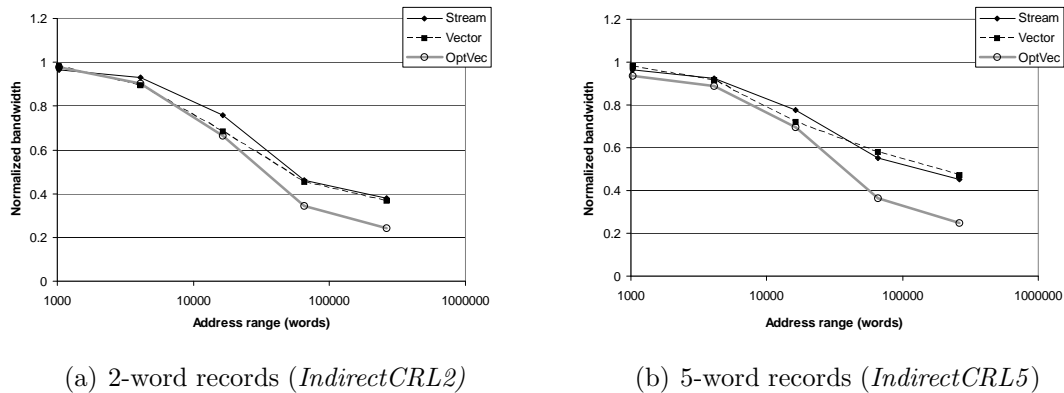 1.2
1
0.8
0.6
0.4
0.2
0
Normalized bandwidth
1000
10000
100000
1000000
Address range (words)
Stream
Vector
OptVec
(a) 2-word records (IndirectCRL2)
1.2
1
0.8
0.6
0.4
0.2
0
Normalized bandwidth
1000
10000
100000
1000000
Address range (words)
Stream
Vector
OptVec
(b) 5-word records (IndirectCRL5)